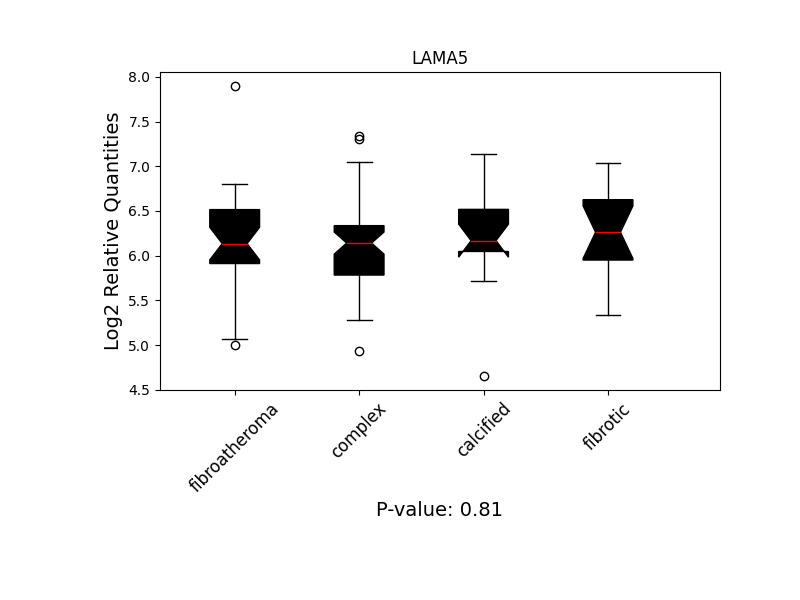 LAMA5
Log2 Relative Quantities
8.0
7.5
7.0
6.5
6.0
5.5
5.0
4.5
fibroatheroma
complex
calcified
fibrotic
P-value: 0.81